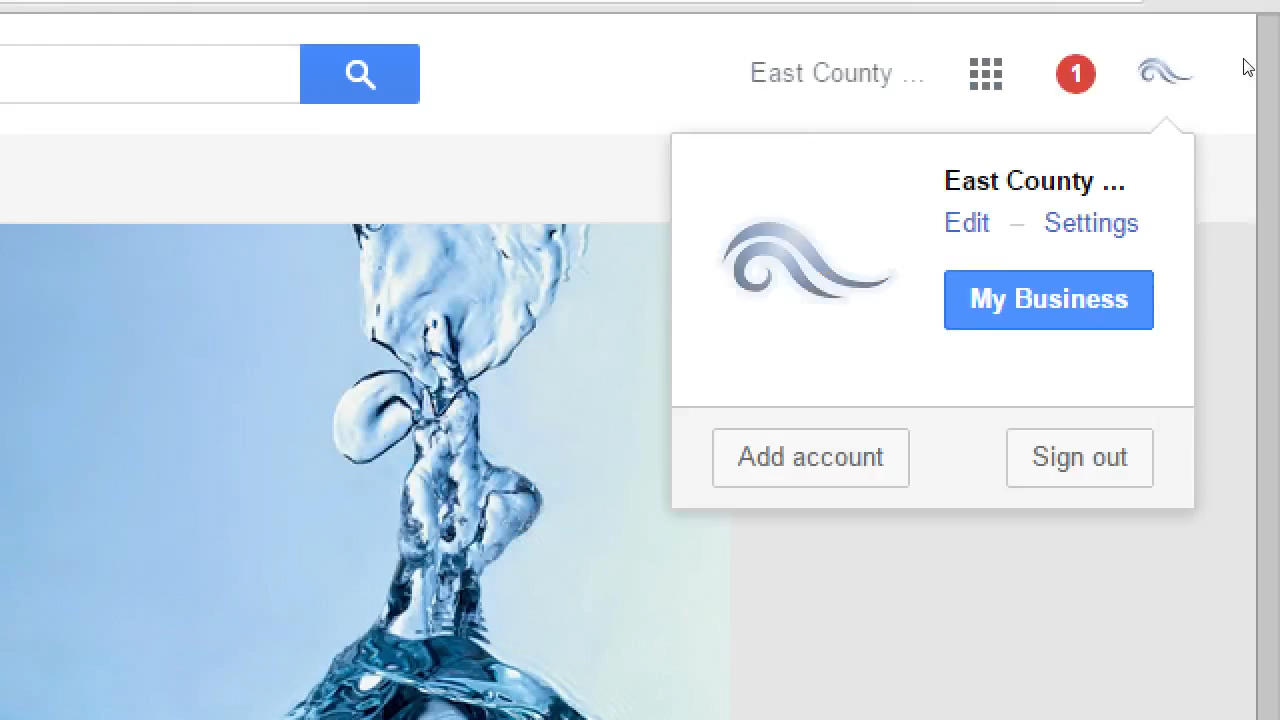 East County ...
1
East County ...
Edit – Settings
My Business
Add account
Sign out